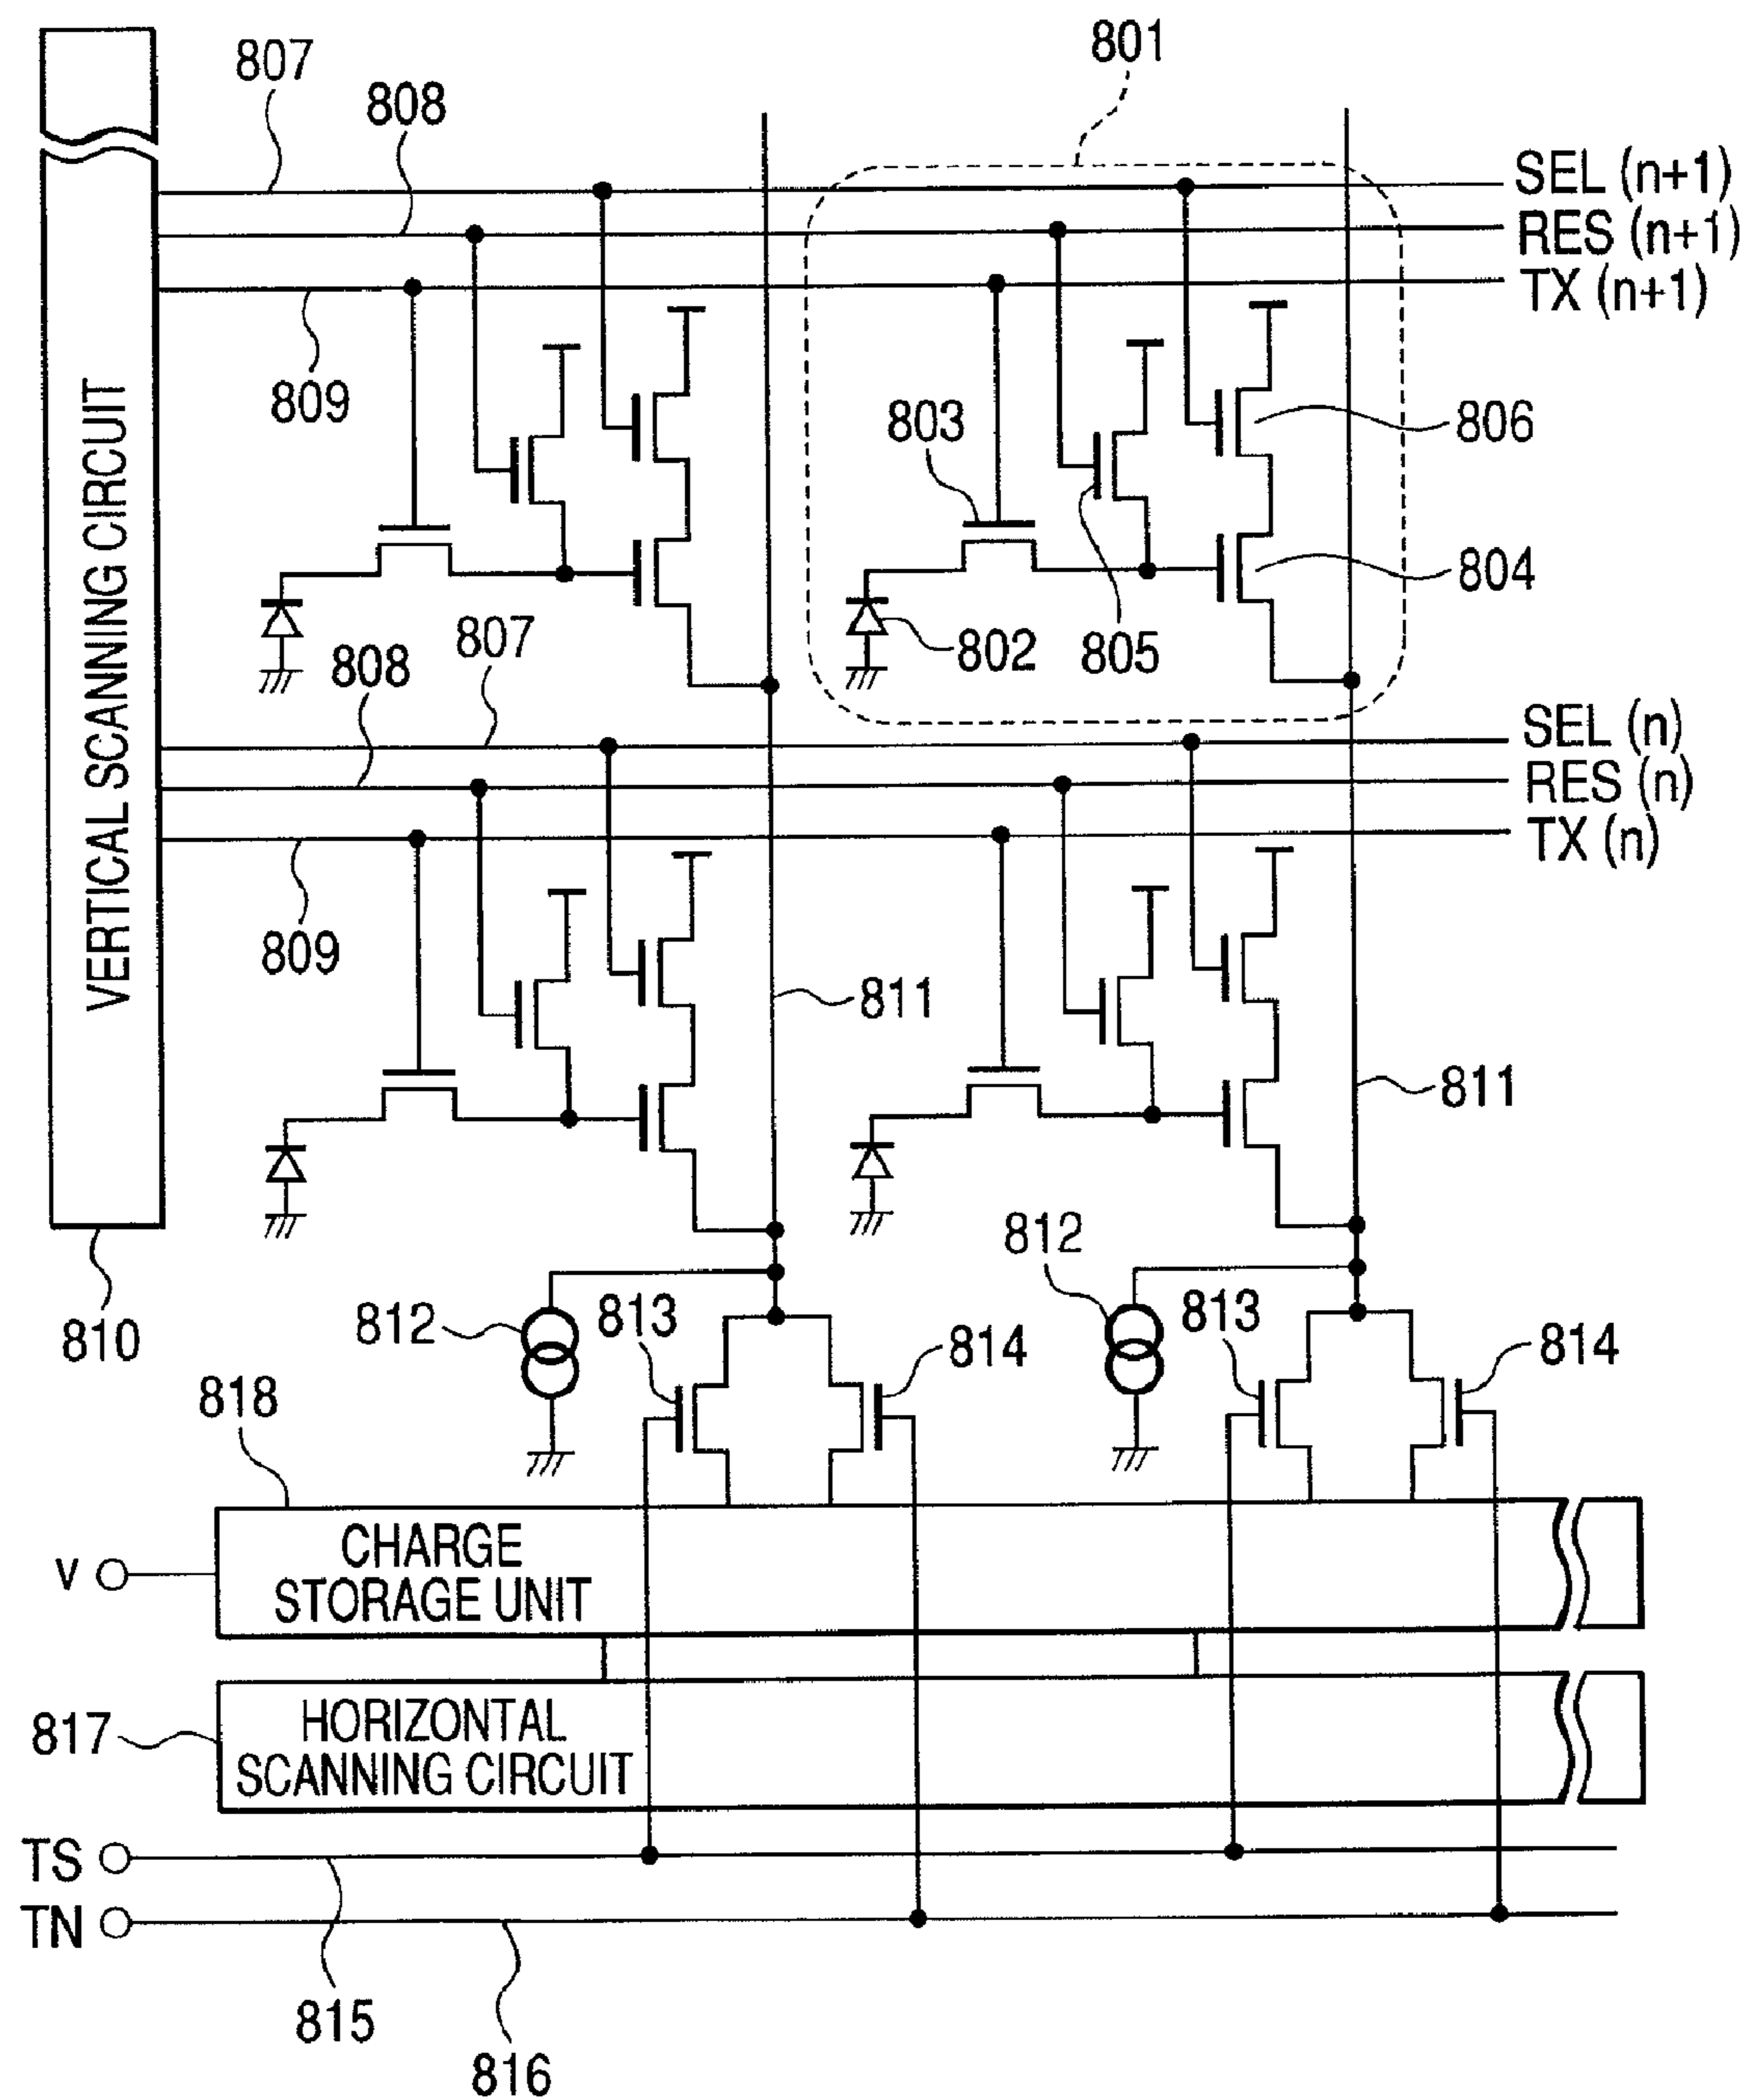 801
807
808
SEL (n+1)
RES (n+1)
TX (n+1)
809
803
806
804
802
805
VERTICAL SCANNING CIRCUIT
807
808
SEL (n)
RES (n)
TX (n)
809
811
811
810
812
813
814
812
813
814
818
V
CHARGE
STORAGE UNIT
817
HORIZONTAL
SCANNING CIRCUIT
TS
TN
815
816